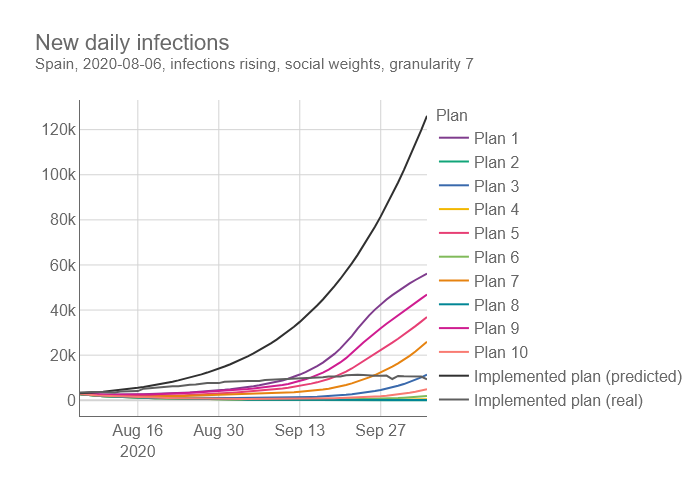 New daily infections
Spain, 2020-08-06, infections rising, social weights, granularity 7
Plan
120k
100k
80k
60k
40k
20k
0
Plan 1
Plan 2
Plan 3
Plan 4
Plan 5
Plan 6
Plan 7
Plan 8
Plan 9
Plan 10
Implemented plan (predicted)
Implemented plan (real)
Aug 16 Aug 30 Sep 13 Sep 27
2020